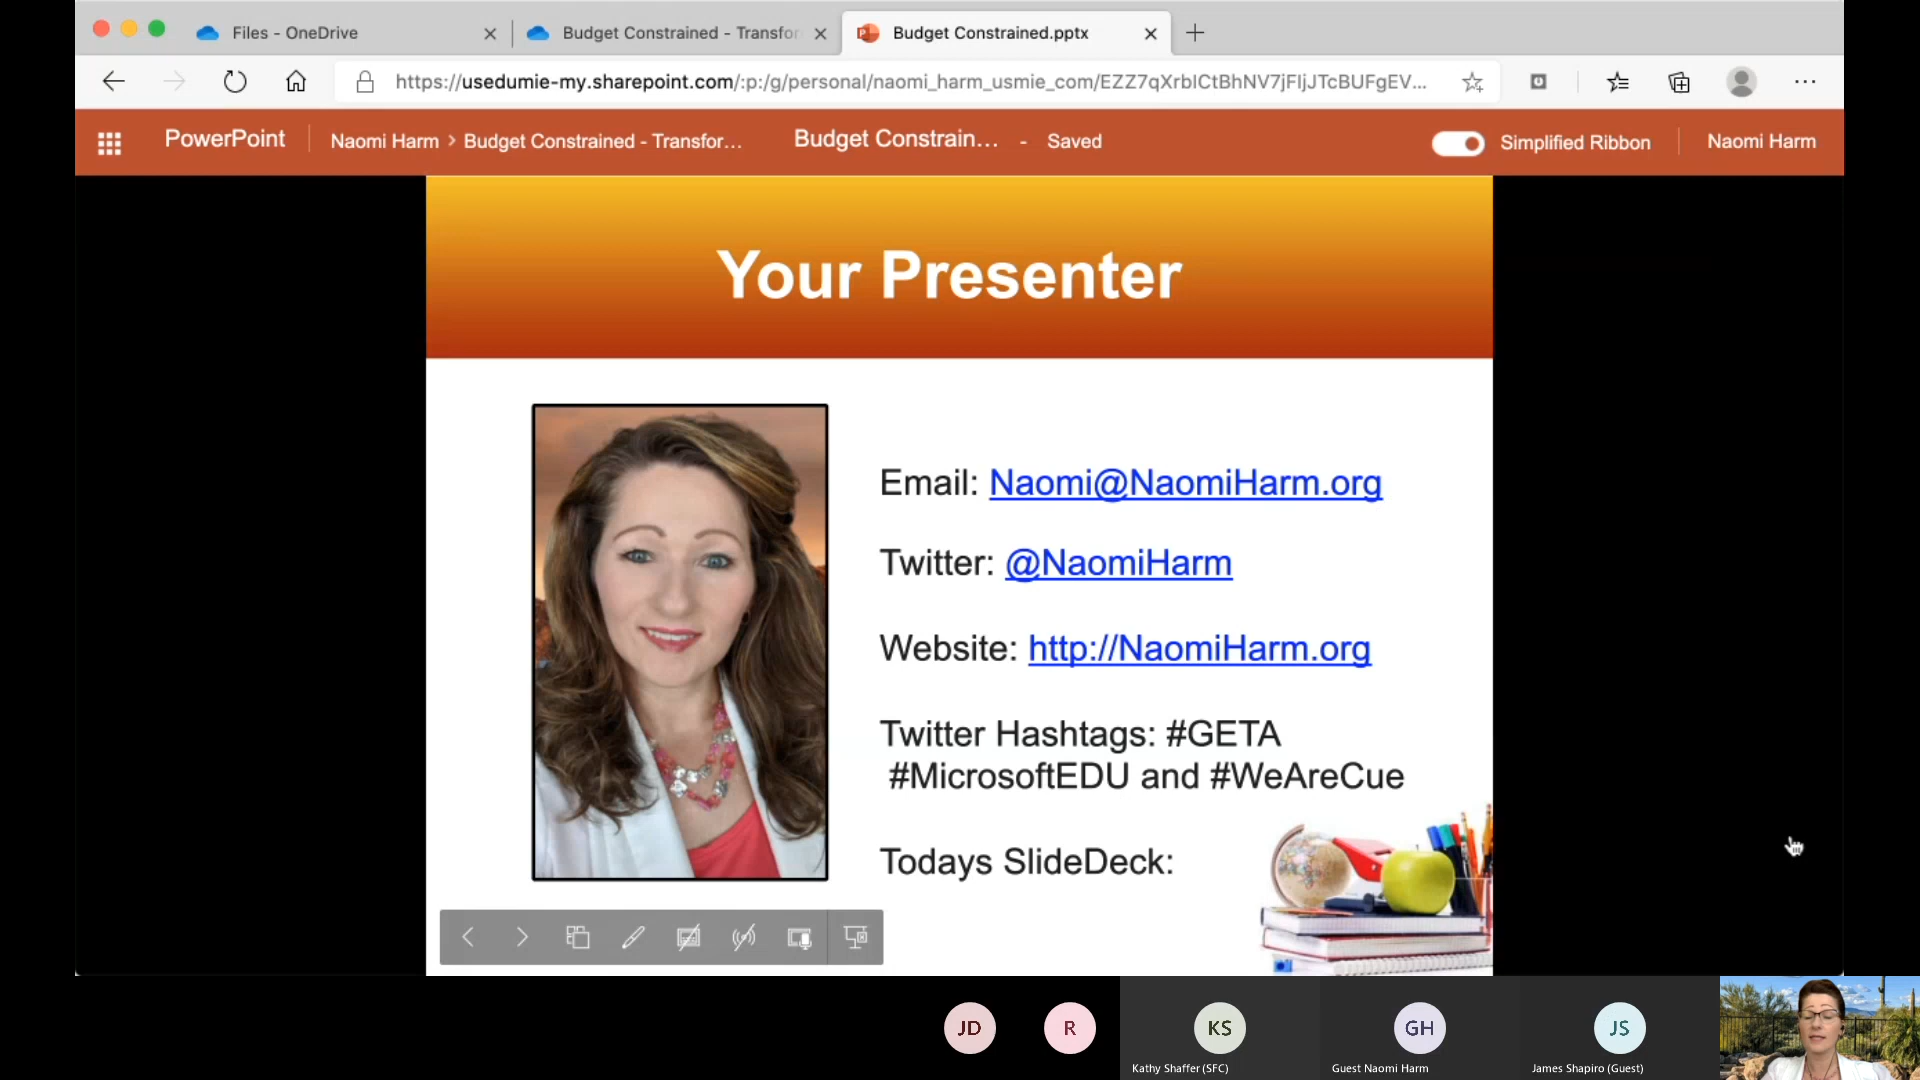 Files - OneDrive
Budget Constrained - Transfor
Budget Constrained.pptx
https://usedumie-my.sharepoint.com/:p:/g/personal/naomi_harm_usmie_com/EZZ7qXrbICtBhNV7jFIjJTcBUFgEV...
PowerPoint
Naomi Harm > Budget Constrained - Transfor...
Budget Constrain... - Saved
Simplified Ribbon
Naomi Harm
Your Presenter
Email: Naomi@NaomiHarm.org
Twitter: @NaomiHarm
Website: http://NaomiHarm.org
Twitter Hashtags: #GETA
#MicrosoftEDU and #WeAreCue
Todays SlideDeck:
JD
R
KS
GH
JS
Kathy Shaffer (SFC)
Guest Naomi Harm
James Shapiro (Guest)